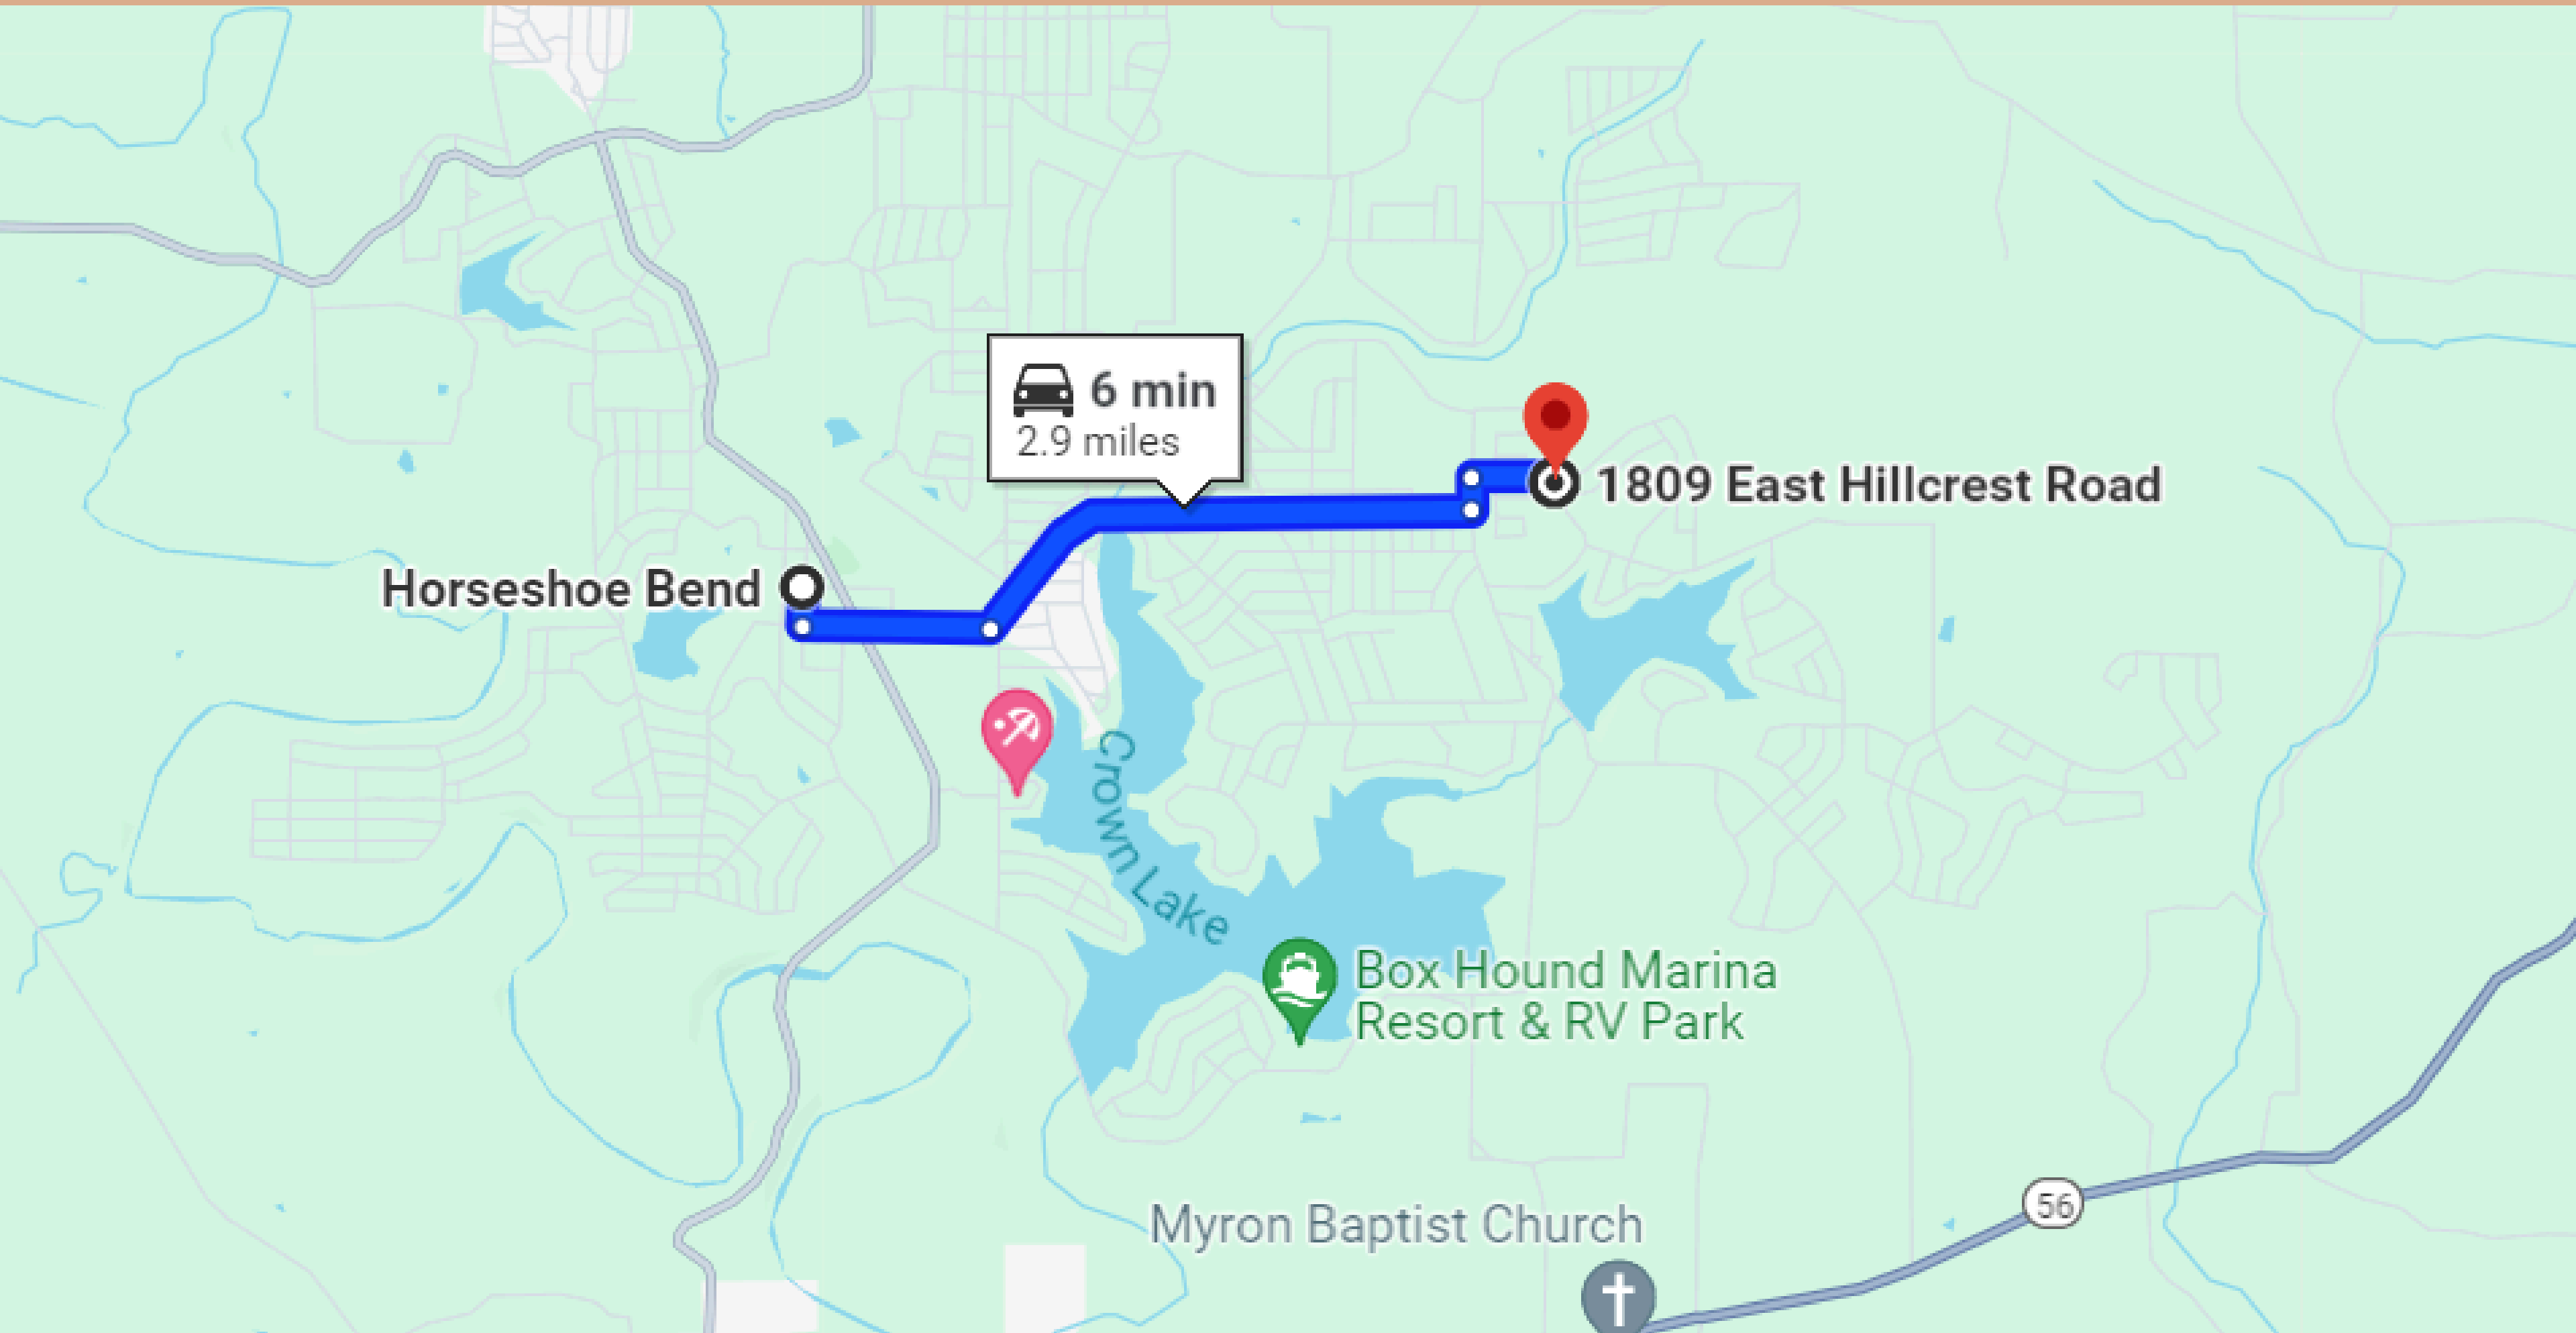 6 min
2.9 miles
1809 East Hillcrest Road
Horseshoe Bend
Crown Lake
Box Hound Marina
Resort & RV Park
56
Myron Baptist Church